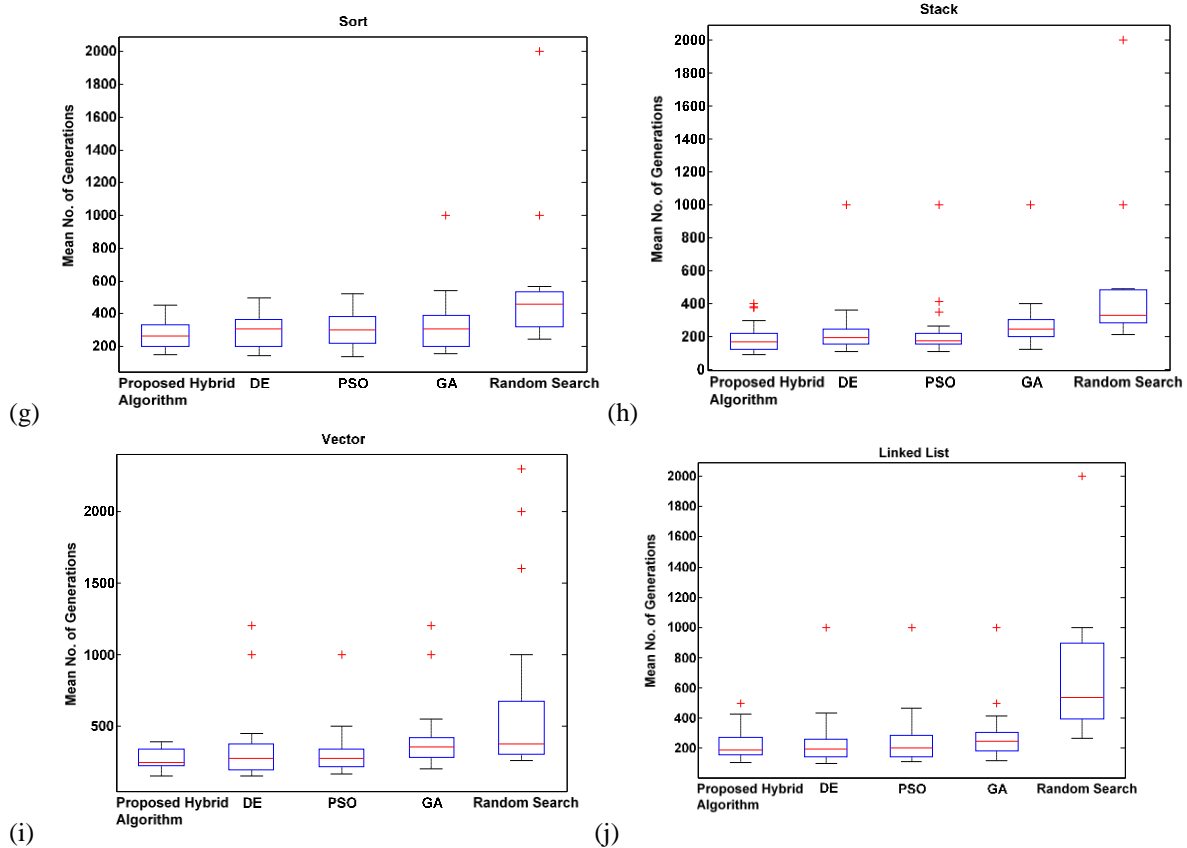 Sort
Mean No. of Generations
2000
1800
1600
1400
1200
1000
800
600
400
200
Proposed Hybrid
Algorithm
DE
PSO
GA
Random Search
(g)
Stack
Mean No. of Generations
2000
1800
1600
1400
1200
1000
800
600
400
200
0
Proposed Hybrid
Algorithm
DE
PSO
GA
Random Search
(h)
Vector
Mean No. of Generations
2000
1500
1000
500
Proposed Hybrid
Algorithm
DE
PSO
GA
Random Search
(i)
Linked List
Mean No. of Generations
2000
1800
1600
1400
1200
1000
800
600
400
200
Proposed Hybrid
Algorithm
DE
PSO
GA
Random Search
(j)